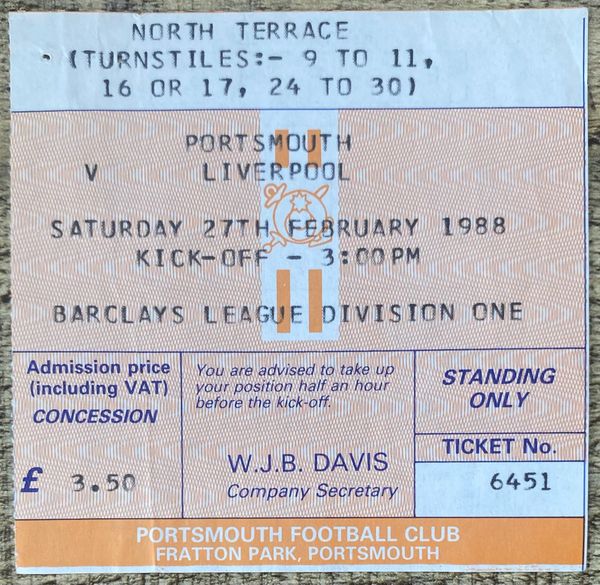 NORTH TERRACE
(TURNSTILES:- 9 TO 11,
16 OR 17, 24 TO 30)
PORTSMOUTH
V LIVERPOOL
SATURDAY 27TH FEBRUARY 1988
KICK-OFF - 3:00PM
BARCLAYS LEAGUE DIVISION ONE
Admission price
(including VAT)
CONCESSION
£ 3.50
You are advised to take up
your position half an hour
before the kick-off.
W.J.B. DAVIS
Company Secretary
STANDING
ONLY
TICKET No.
6451
PORTSMOUTH FOOTBALL CLUB
FRATTON PARK, PORTSMOUTH